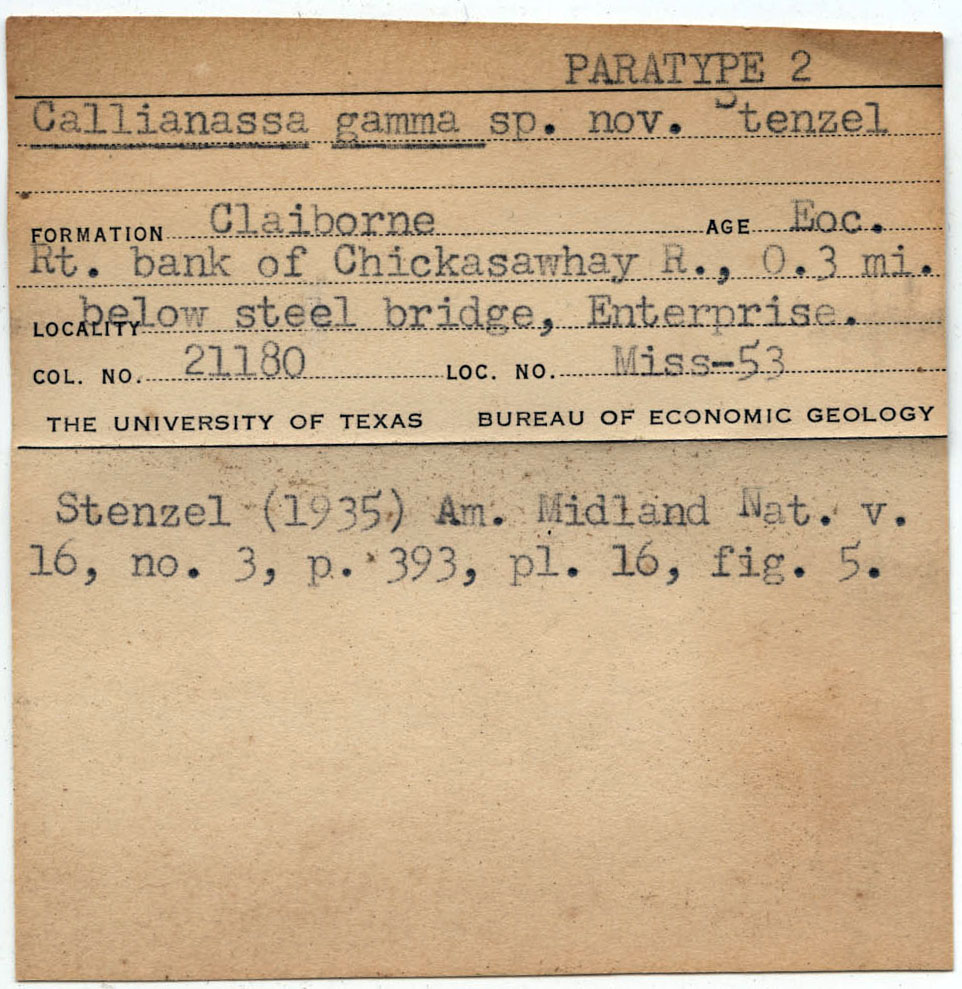 PARATYPE 2
Callianassa gamma sp. nov. Stenzel
FORMATION Claiborne AGE Eoc.
Rt. bank of Chickasawhay R., 0.3 mi.
LOCALITY below steel bridge, Enterprise.
COL. NO. 21180 LOC. NO. Miss-53
THE UNIVERSITY OF TEXAS BUREAU OF ECONOMIC GEOLOGY
Stenzel (1935) Am. Midland Nat. v.
16, no. 3, p. 393, pl. 16, fig. 5.